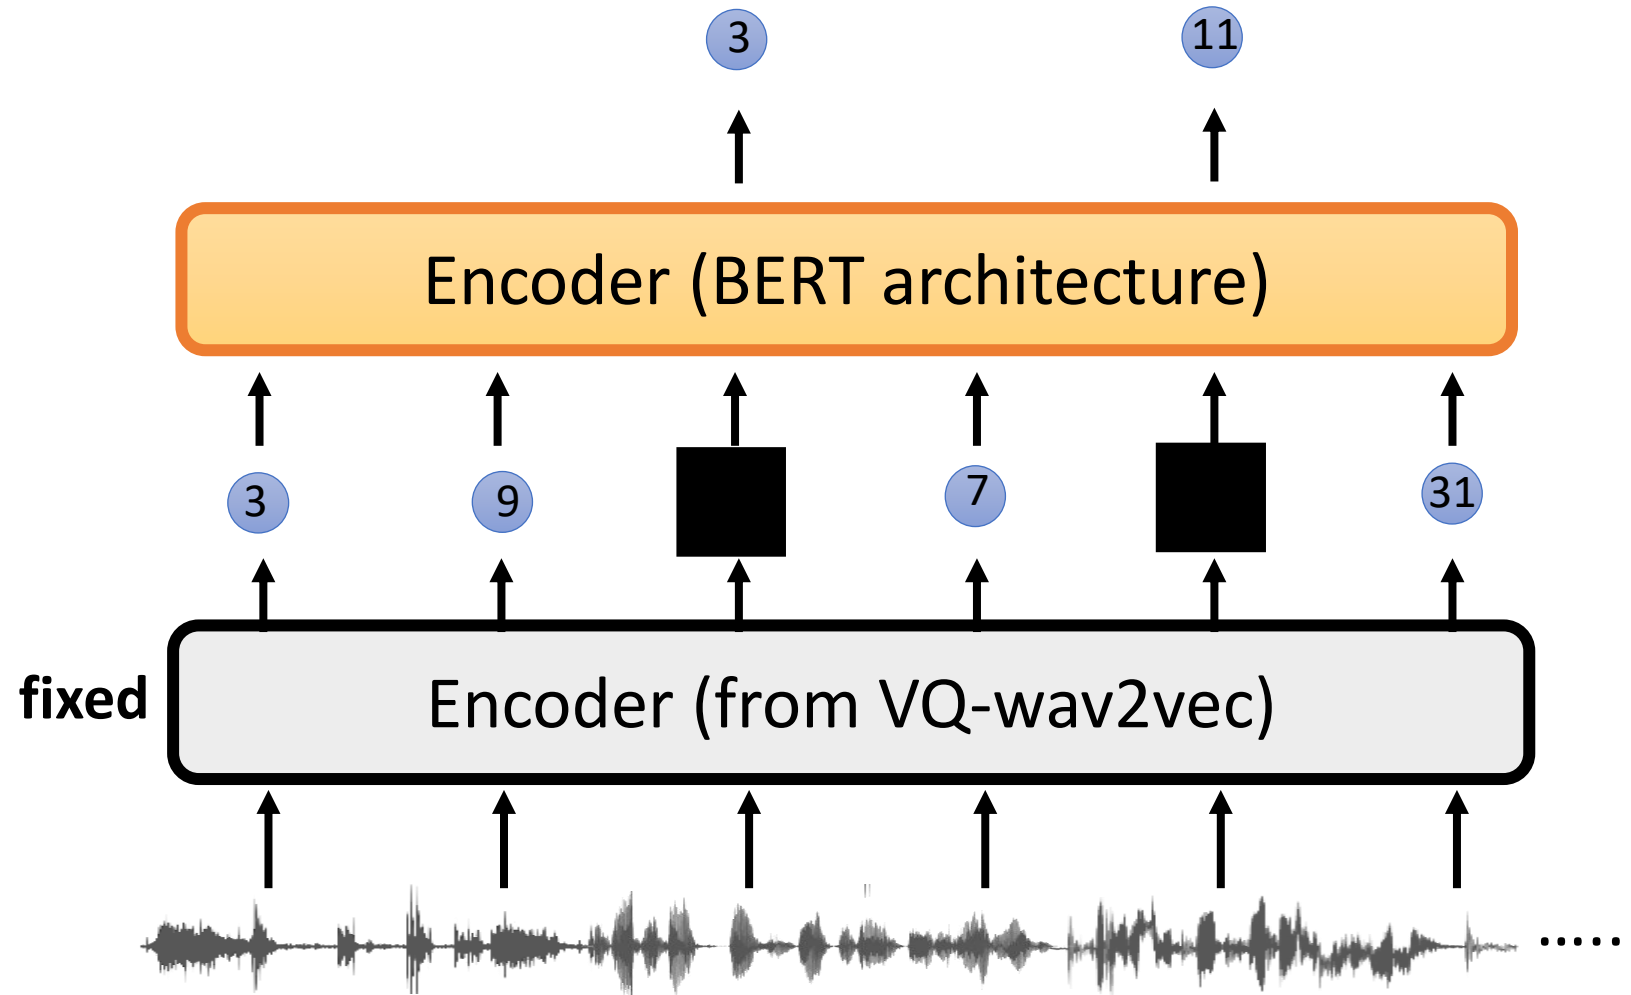 3 11
Encoder (BERT architecture)
3 9 7 31
fixed Encoder (from VQ-wav2vec)
.....